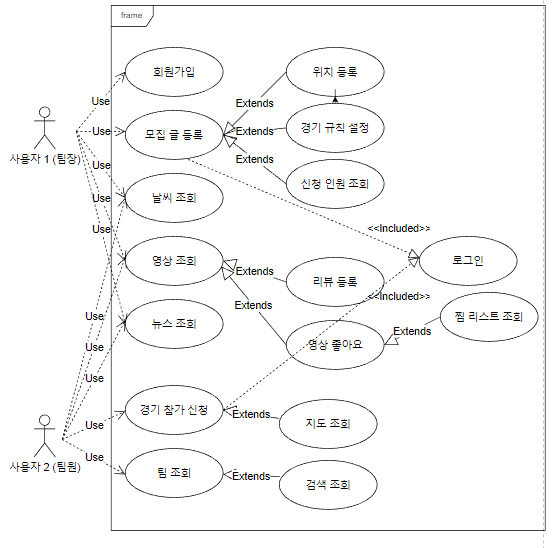 frame
회원가입
위치 등록
Use
Extends
사용자 1 (팀장)
Use
모집 글 등록
Extends
경기 규칙 설정
Extends
Use
날씨 조회
신청 인원 조회
Use
<<Included>>
영상 조회
로그인
Extends
리뷰 등록
<<Included>>
Extends
Use
뉴스 조회
찜 리스트 조회
Extends
Use
영상 좋아요
Use
경기 참가 신청
Extends
지도 조회
Use
사용자 2 (팀원)
Use
팀 조회
Extends
검색 조회